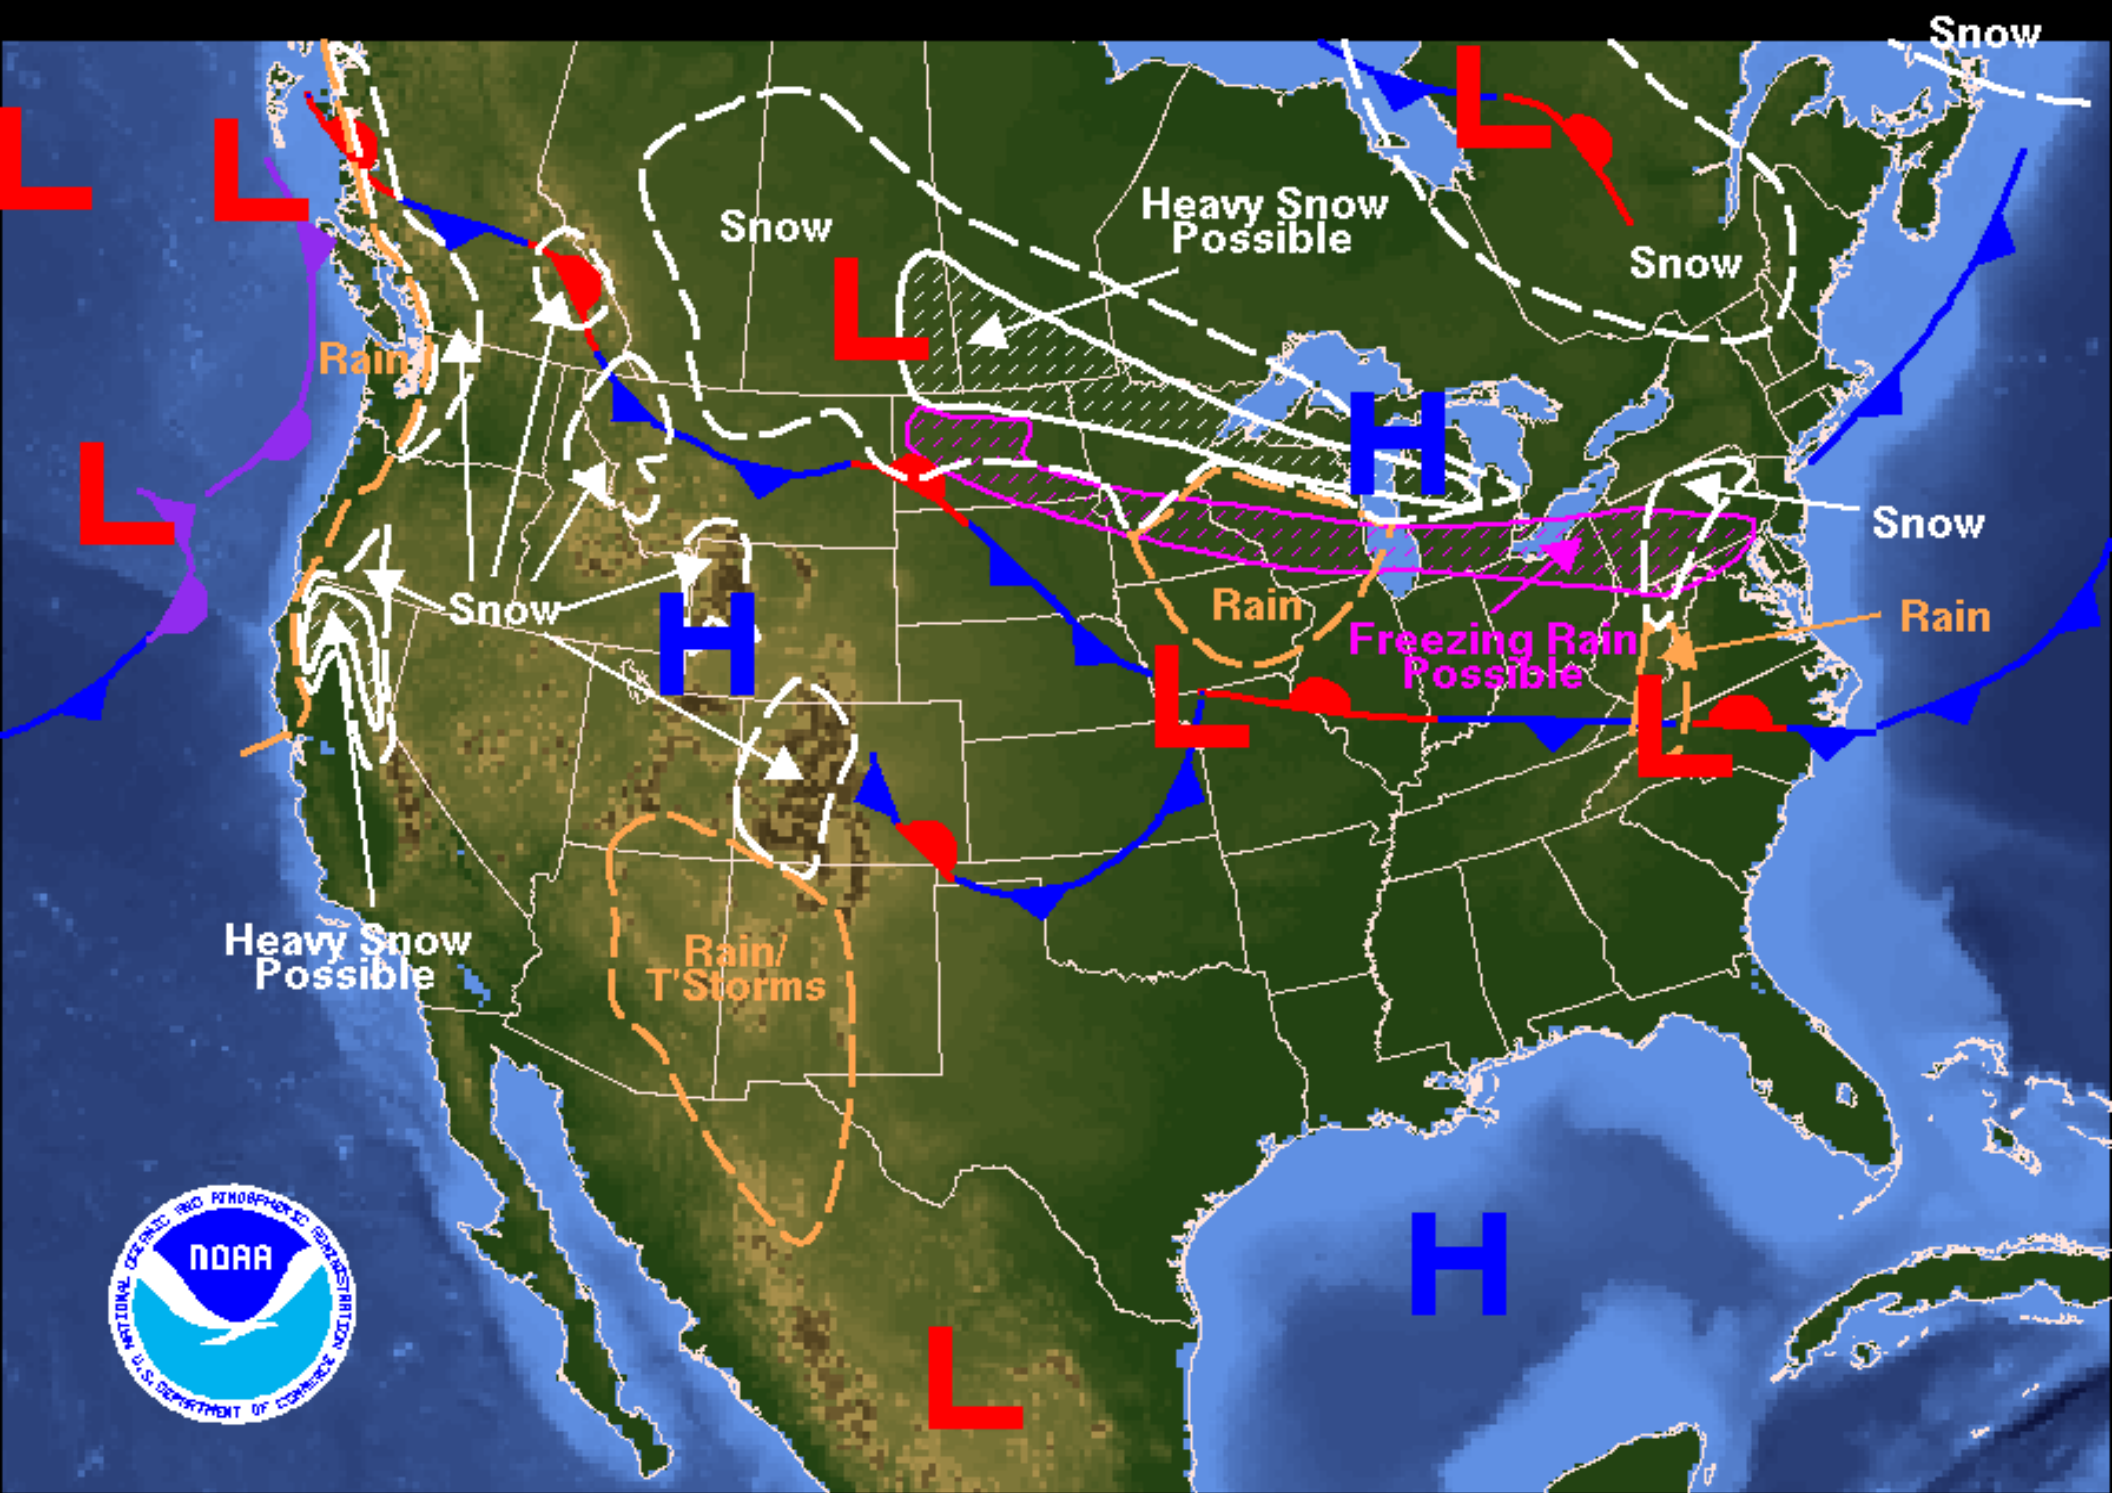 Snow
L
L
L
Heavy Snow
Possible
Snow
Snow
L
Rain
H
L
Snow
Snow
H
Rain
Rain
Freezing Rain
Possible
L
L
Heavy Snow
Possible
Rain/
T'Storms
NATIONAL OCEANIC AND ATMOSPHERIC ADMINISTRATION
NOAA
U.S. DEPARTMENT OF COMMERCE
H
L